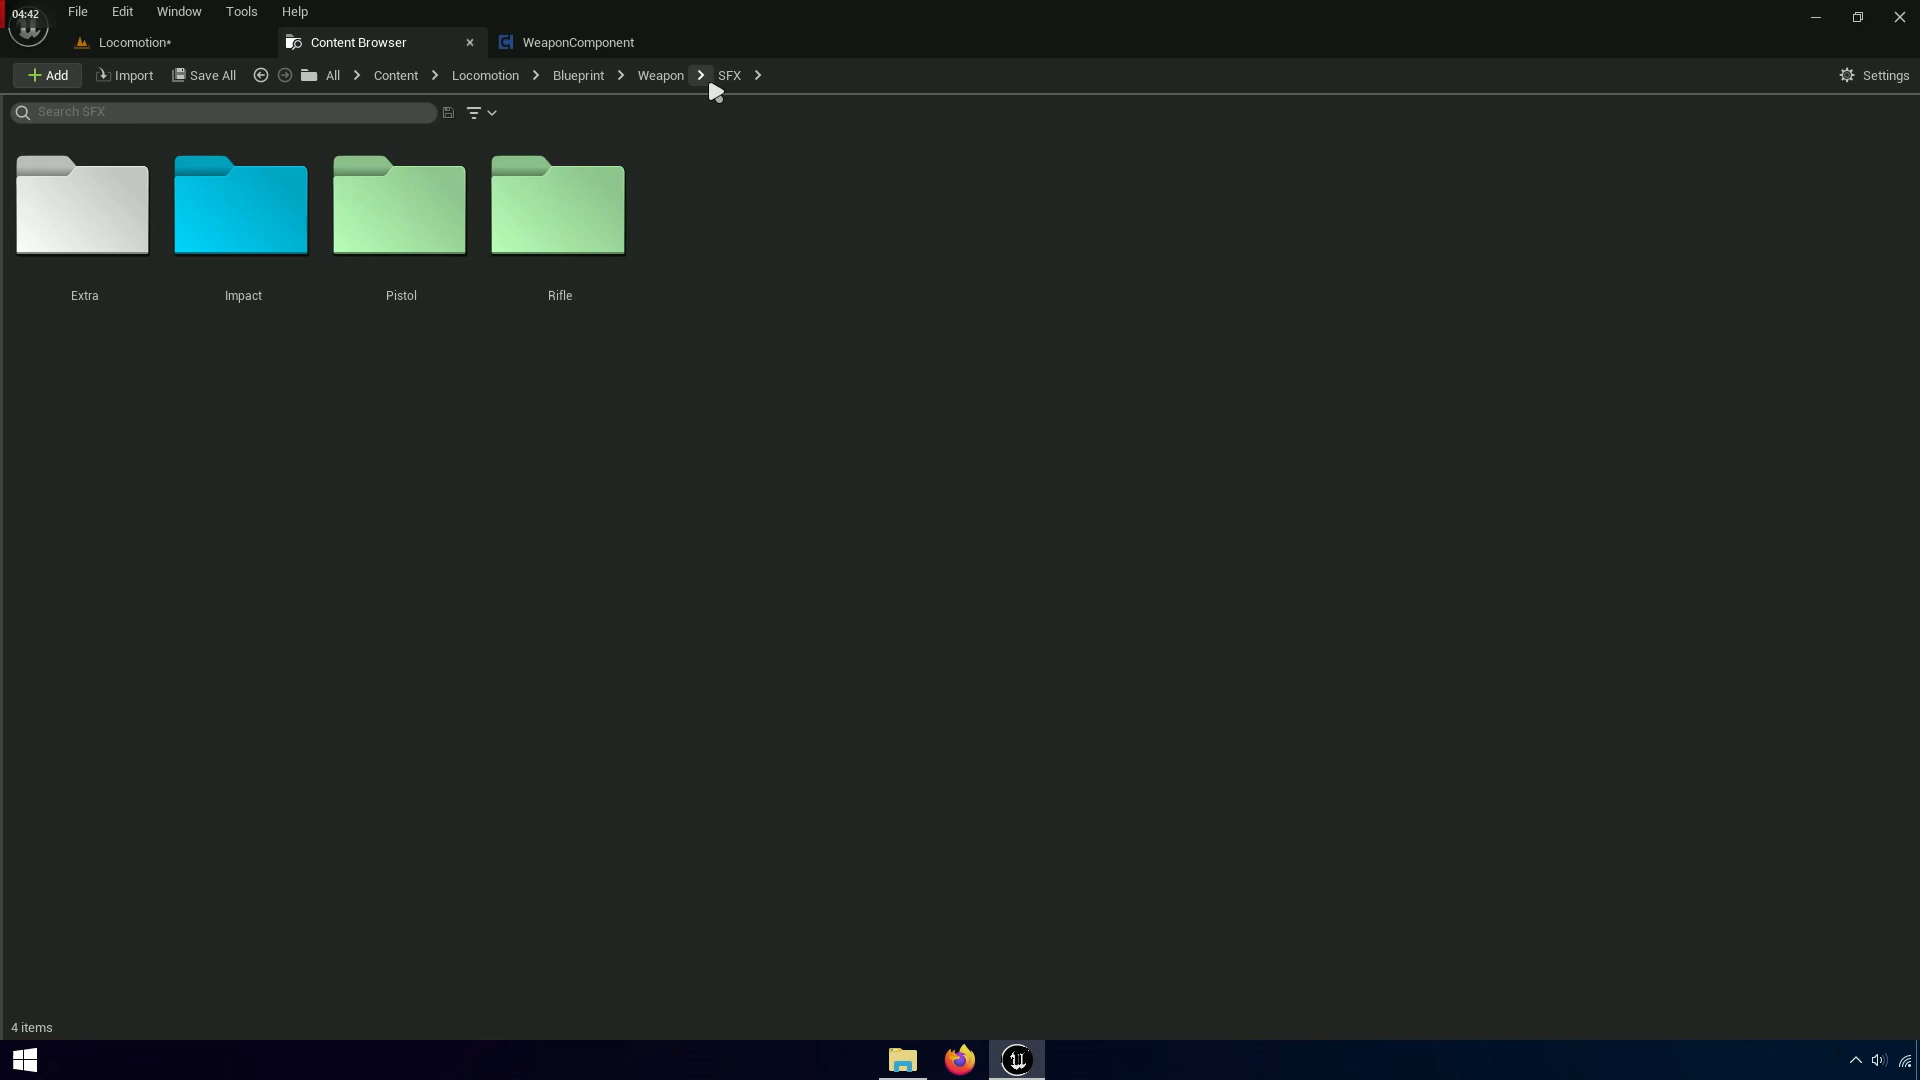 04:42
File Edit Window Tools Help
Locomotion* Content Browser WeaponComponent
Add Import Save All All Content Locomotion Blueprint Weapon SFX Settings
Search SFX
Extra Impact Pistol Rifle
4 items